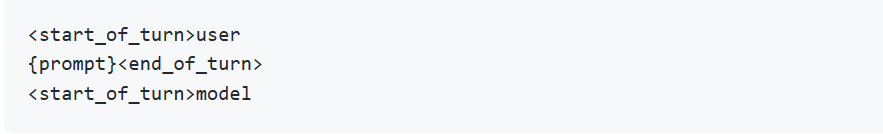 <start_of_turn>user
{prompt}<end_of_turn>
<start_of_turn>model